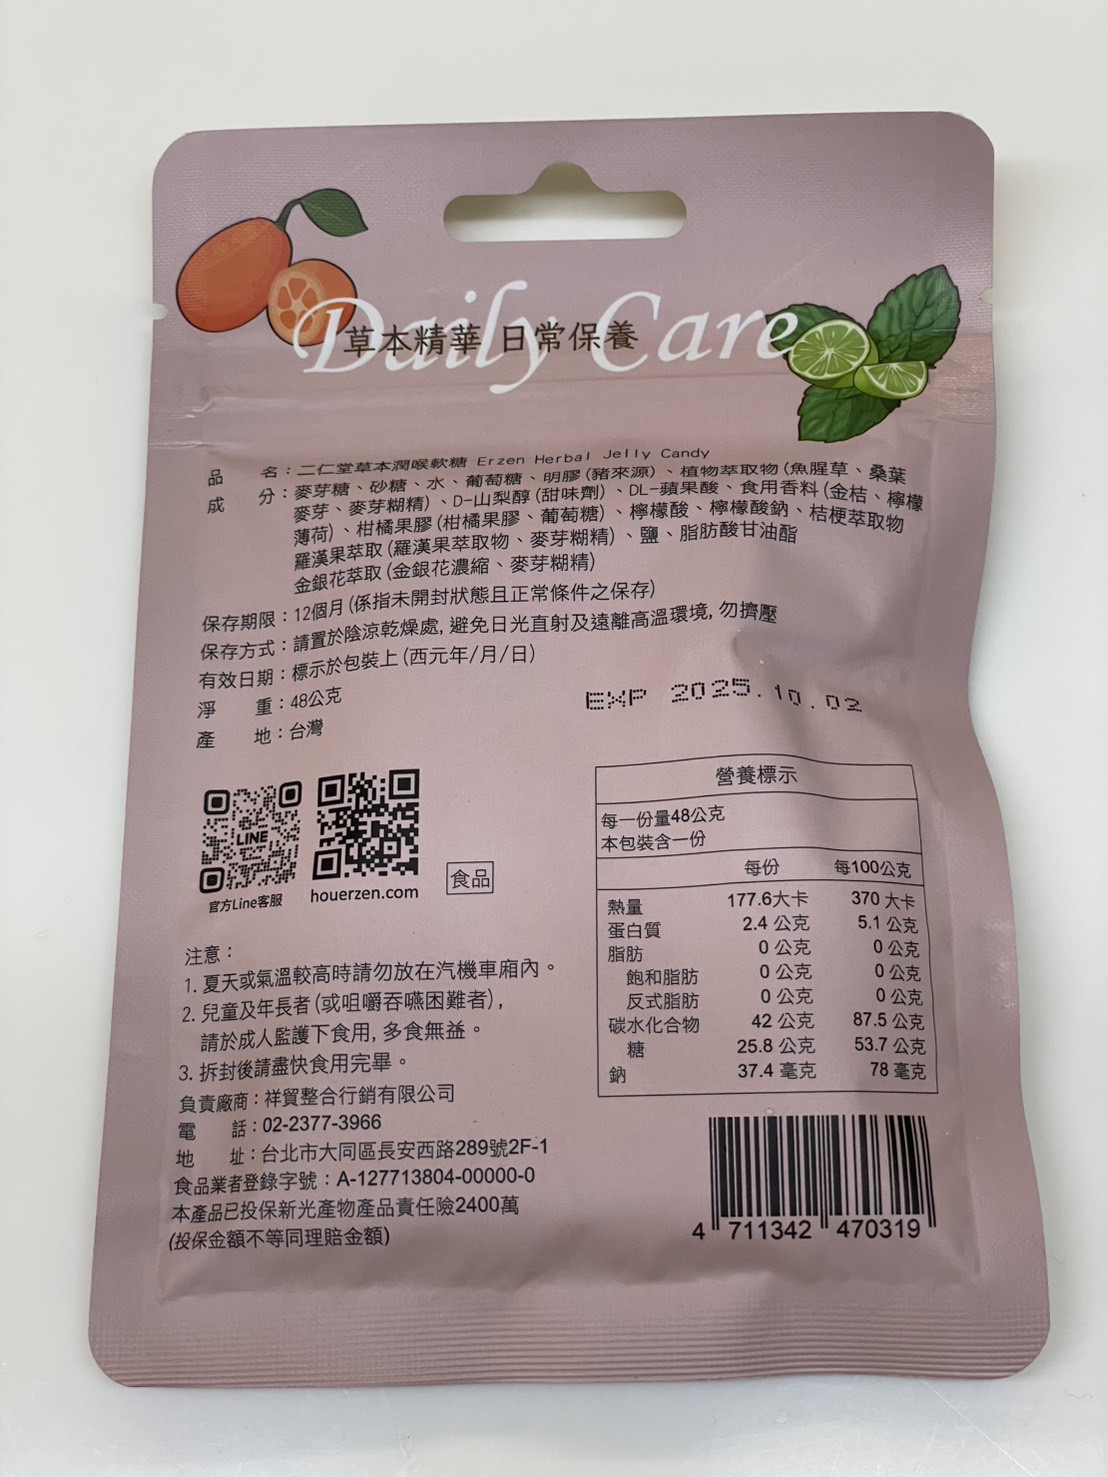 Daily Care
草本精華 日常保養
品　　名：二仁堂草本潤喉軟糖 Erzen Herbal Jelly Candy
成　　分：麥芽糖、砂糖、水、葡萄糖、明膠(豬來源)、植物萃取物(魚腥草、桑葉
麥芽、麥芽糊精)、D-山梨醇(甜味劑)、DL-蘋果酸、食用香料(金桔、檸檬
薄荷)、柑橘果膠(柑橘果膠、葡萄糖)、檸檬酸、檸檬酸鈉、桔梗萃取物
羅漢果萃取(羅漢果萃取物、麥芽糊精)、鹽、脂肪酸甘油酯
金銀花萃取(金銀花濃縮、麥芽糊精)
保存期限：12個月(係指未開封狀態且正常條件之保存)
保存方式：請置於陰涼乾燥處, 避免日光直射及遠離高溫環境, 勿擠壓
有效日期：標示於包裝上(西元年/月/日)
淨　　重：48公克
產　　地：台灣
EXP 2025.10.02
LINE
官方Line客服
houerzen.com
食品
營養標示
每一份量48公克
本包裝含一份
每份 每100公克
熱量 177.6大卡 370 大卡
蛋白質 2.4 公克 5.1 公克
脂肪 0 公克 0 公克
飽和脂肪 0 公克 0 公克
反式脂肪 0 公克 0 公克
碳水化合物 42 公克 87.5 公克
糖 25.8 公克 53.7 公克
鈉 37.4 毫克 78 毫克
注意：
1. 夏天或氣溫較高時請勿放在汽機車廂內。
2. 兒童及年長者(或咀嚼吞嚥困難者),
請於成人監護下食用, 多食無益。
3. 拆封後請盡快食用完畢。
負責廠商：祥貿整合行銷有限公司
電　　話：02-2377-3966
地　　址：台北市大同區長安西路289號2F-1
食品業者登錄字號：A-127713804-00000-0
本產品已投保新光產物產品責任險2400萬
(投保金額不等同理賠金額)
4 711342 470319